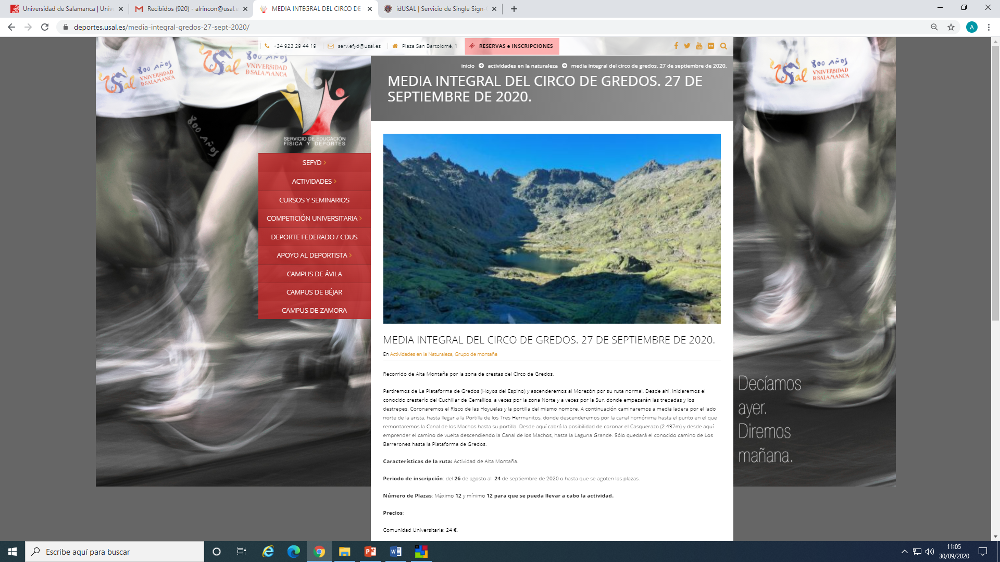 Universidad de Salamanca | Univ
Recibidos (920) - alrincon@usal.e
MEDIA INTEGRAL DEL CIRCO DE
idUSAL | Servicio de Single Sign-
deportes.usal.es/media-integral-gredos-27-sept-2020/
A
+34 923 29 44 19
serv.efyd@usal.es
Plaza San Bartolomé, 1
RESERVAS e INSCRIPCIONES
inicio
actividades en la naturaleza
media integral del circo de gredos. 27 de septiembre de 2020.
MEDIA INTEGRAL DEL CIRCO DE GREDOS. 27 DE
SEPTIEMBRE DE 2020.
800 AÑOS
VNIVERSIDAD
D SALAMANCA
800 AÑOS
VNIVERSIDAD
D SALAMANCA
800 AÑOS
VNIVERSIDAD
D SALAMANCA
800 AÑOS
SERVICIO DE EDUCACIÓN
FÍSICA Y DEPORTES
SEFYD
ACTIVIDADES
CURSOS Y SEMINARIOS
COMPETICIÓN UNIVERSITARIA
DEPORTE FEDERADO / CDUS
APOYO AL DEPORTISTA
CAMPUS DE ÁVILA
CAMPUS DE BÉJAR
CAMPUS DE ZAMORA
MEDIA INTEGRAL DEL CIRCO DE GREDOS. 27 DE SEPTIEMBRE DE 2020.
En Actividades en la Naturaleza, Grupo de montaña
Recorrido de Alta Montaña por la zona de crestas del Circo de Gredos.
Partiremos de La Plataforma de Gredos (Hoyos del Espino) y ascenderemos al Morezón por su ruta normal. Desde ahí, iniciaremos el
conocido cresterío del Cuchillar de Cerraíllos, a veces por la zona Norte y a veces por la Sur, donde empezarán las trepadas y los
destrepes. Coronaremos el Risco de las Hoyuelas y la portilla del mismo nombre. A continuación caminaremos a media ladera por el lado
norte de la arista, hasta llegar a la Portilla de los Tres Hermanitos, donde descenderemos por la canal homónima hasta el punto en el que
remontaremos la Canal de los Machos hasta su portilla. Desde aquí cabrá la posibilidad de coronar el Casquerazo (2.437m) y desde aquí
emprender el camino de vuelta descendiendo la Canal de los Machos, hasta la Laguna Grande. Sólo quedará el conocido camino de Los
Barrerones hasta la Plataforma de Gredos.
Características de la ruta: Actividad de Alta Montaña.
Periodo de inscripción: del 26 de agosto al 24 de septiembre de 2020 o hasta que se agoten las plazas.
Número de Plazas: Máximo 12 y mínimo 12 para que se pueda llevar a cabo la actividad.
Precios:
Comunidad Universitaria: 24 €.
Decíamos
ayer.
Diremos
mañana.
Escribe aquí para buscar
11:05
30/09/2020